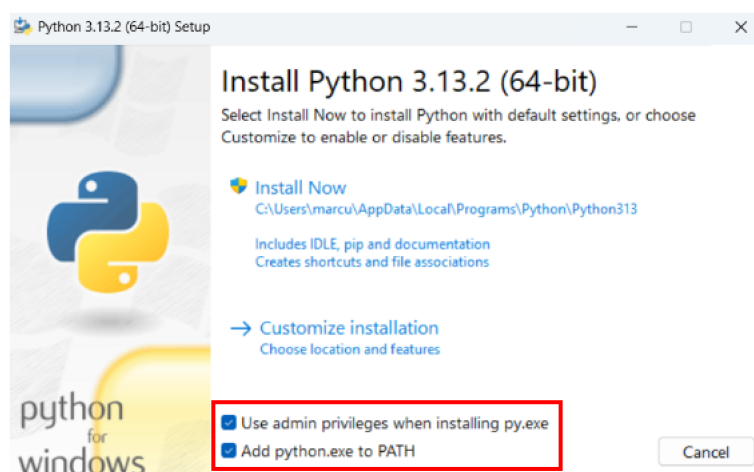 Python 3.13.2 (64-bit) Setup
Install Python 3.13.2 (64-bit)
Select Install Now to install Python with default settings, or choose
Customize to enable or disable features.
Install Now
C:\Users\marcu\AppData\Local\Programs\Python\Python313
Includes IDLE, pip and documentation
Creates shortcuts and file associations
Customize installation
Choose location and features
python
for
windows
Use admin privileges when installing py.exe
Add python.exe to PATH
Cancel